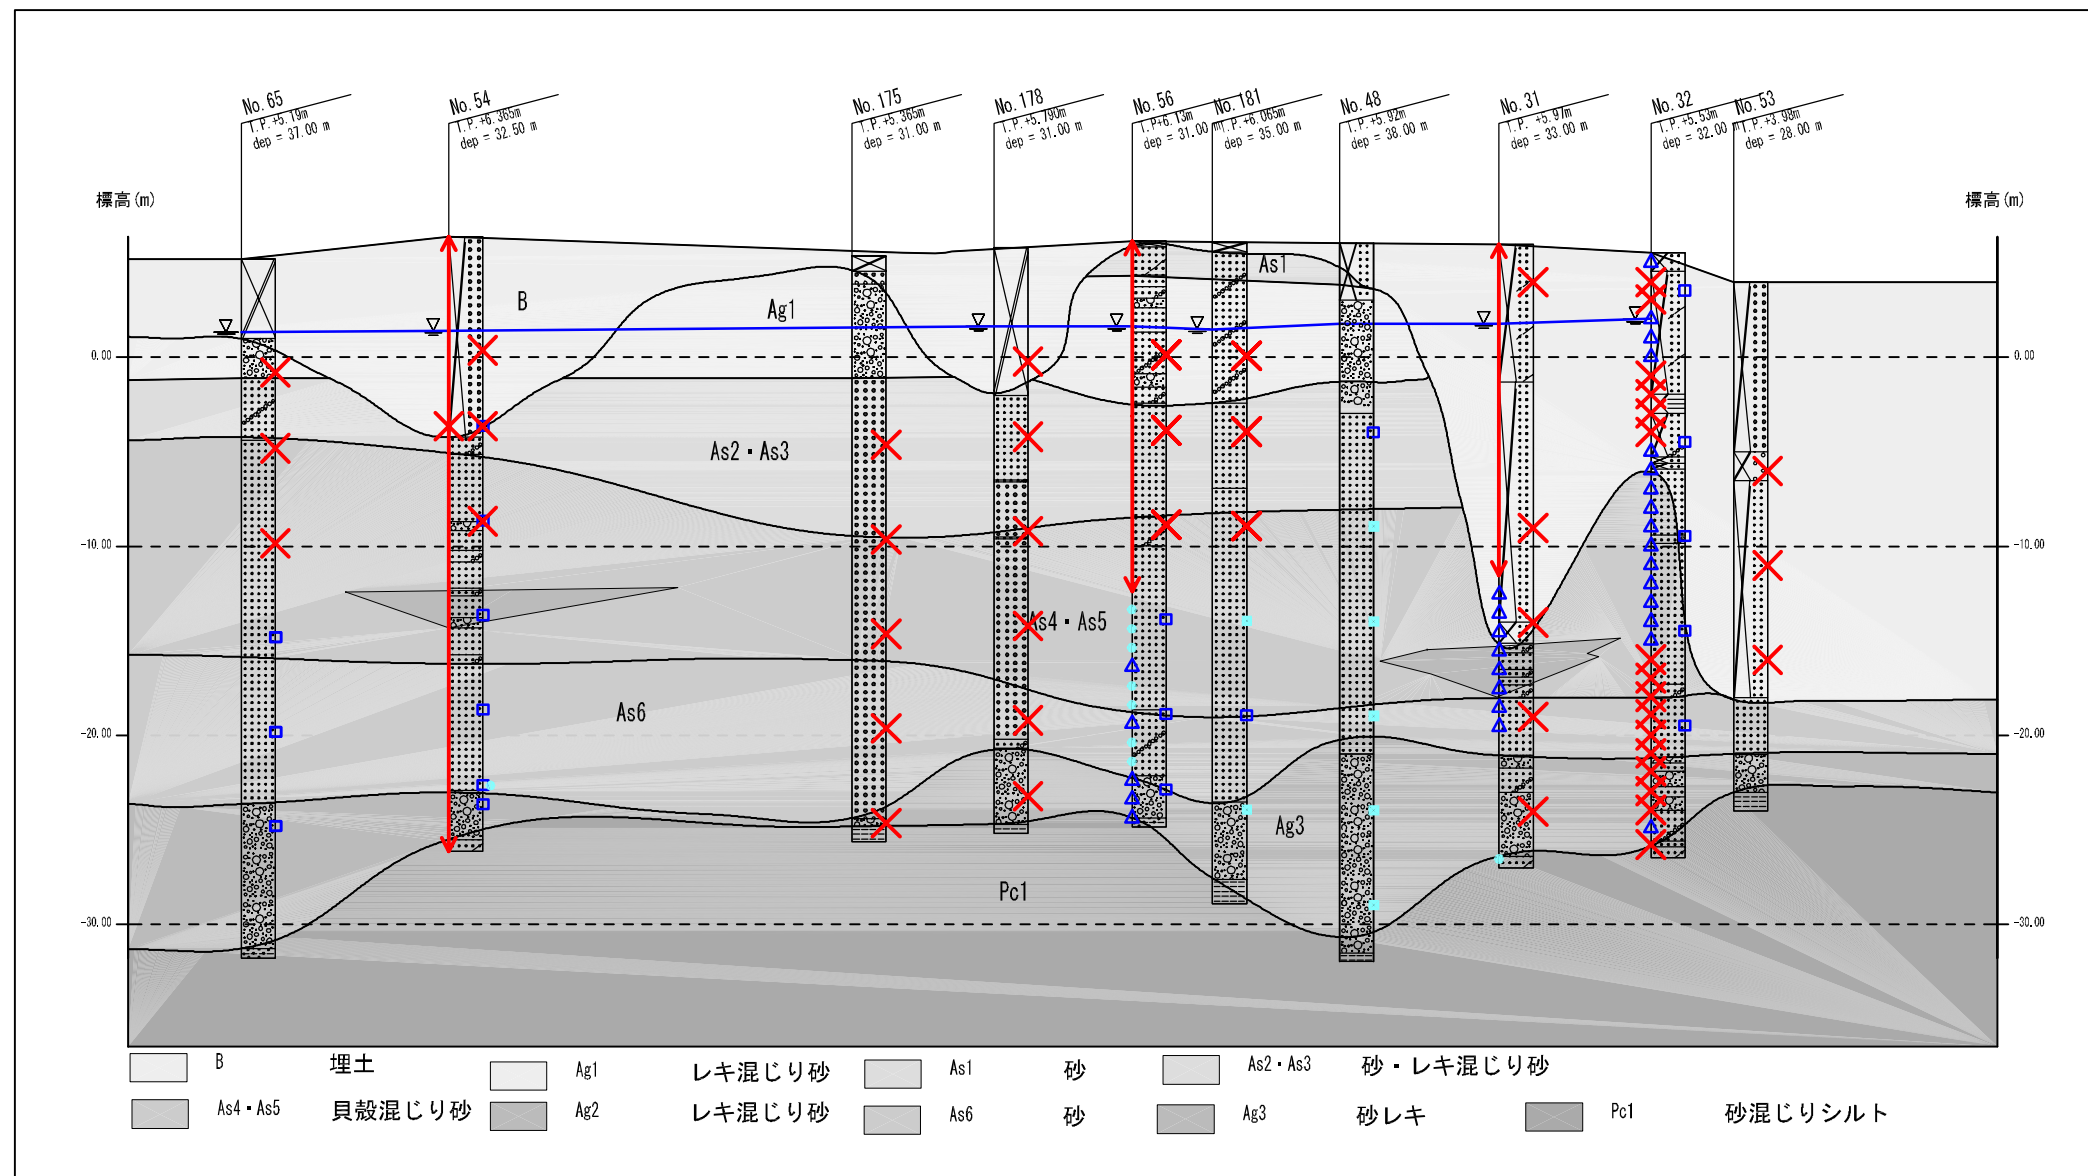 No. 65
T.P. +5.19m
dep = 37.00 m
No. 54
T.P. +6.365m
dep = 32.50 m
No. 175
T.P. +5.365m
dep = 31.00 m
No. 178
T.P. +5.790m
dep = 31.00 m
No. 56
T.P+6.13m
dep = 31.00 m
No. 181
T.P. +6.065m
dep = 35.00 m
No. 48
T.P. +5.92m
dep = 38.00 m
No. 31
T.P. +5.97m
dep = 33.00 m
No. 32
T.P. +5.53m
dep = 32.00 m
No. 53
T.P. +3.98m
dep = 28.00 m
標高(m)
標高(m)
As1
B
Ag1
0.00
0.00
As2・As3
-10.00
-10.00
As4・As5
As6
-20.00
-20.00
Ag3
Pc1
-30.00
-30.00
B 埋土
Ag1 レキ混じり砂
As1 砂
As2・As3 砂・レキ混じり砂
As4・As5 貝殻混じり砂
Ag2 レキ混じり砂
As6 砂
Ag3 砂レキ
Pc1 砂混じりシルト